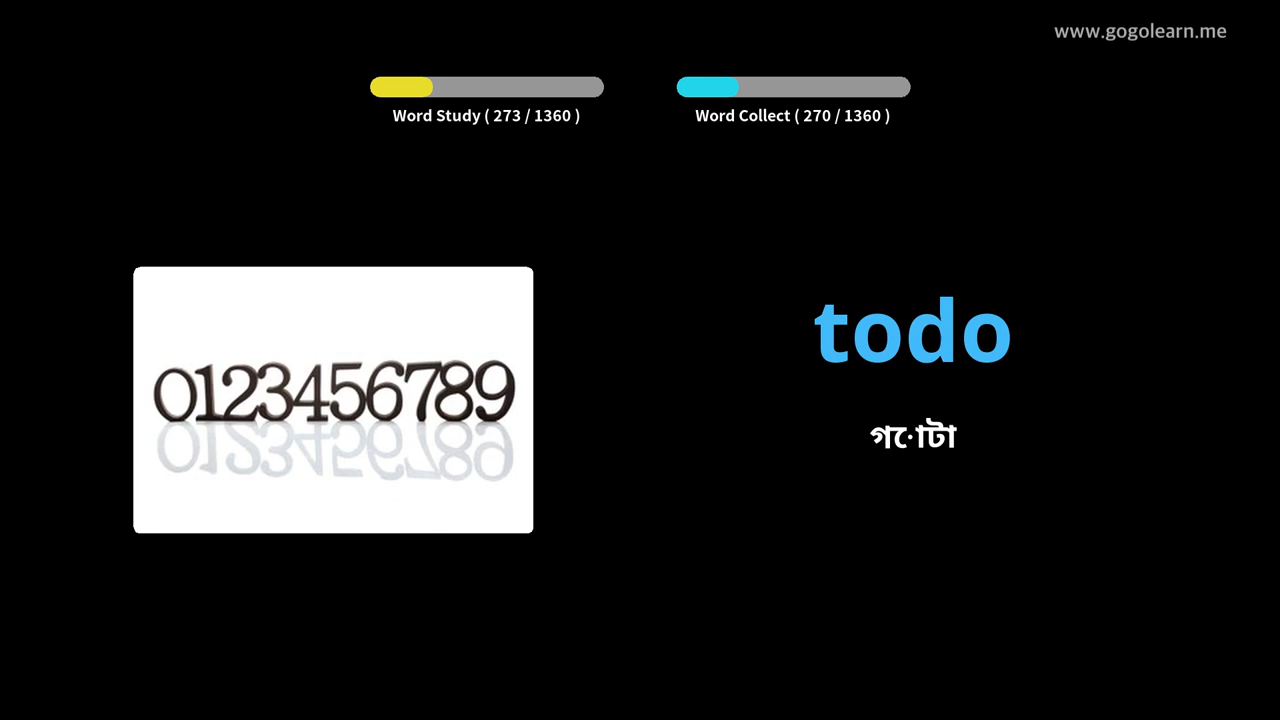 www.gogolearn.me
Word Study ( 273 / 1360 )
Word Collect ( 270 / 1360 )
0123456789
todo
গোটা